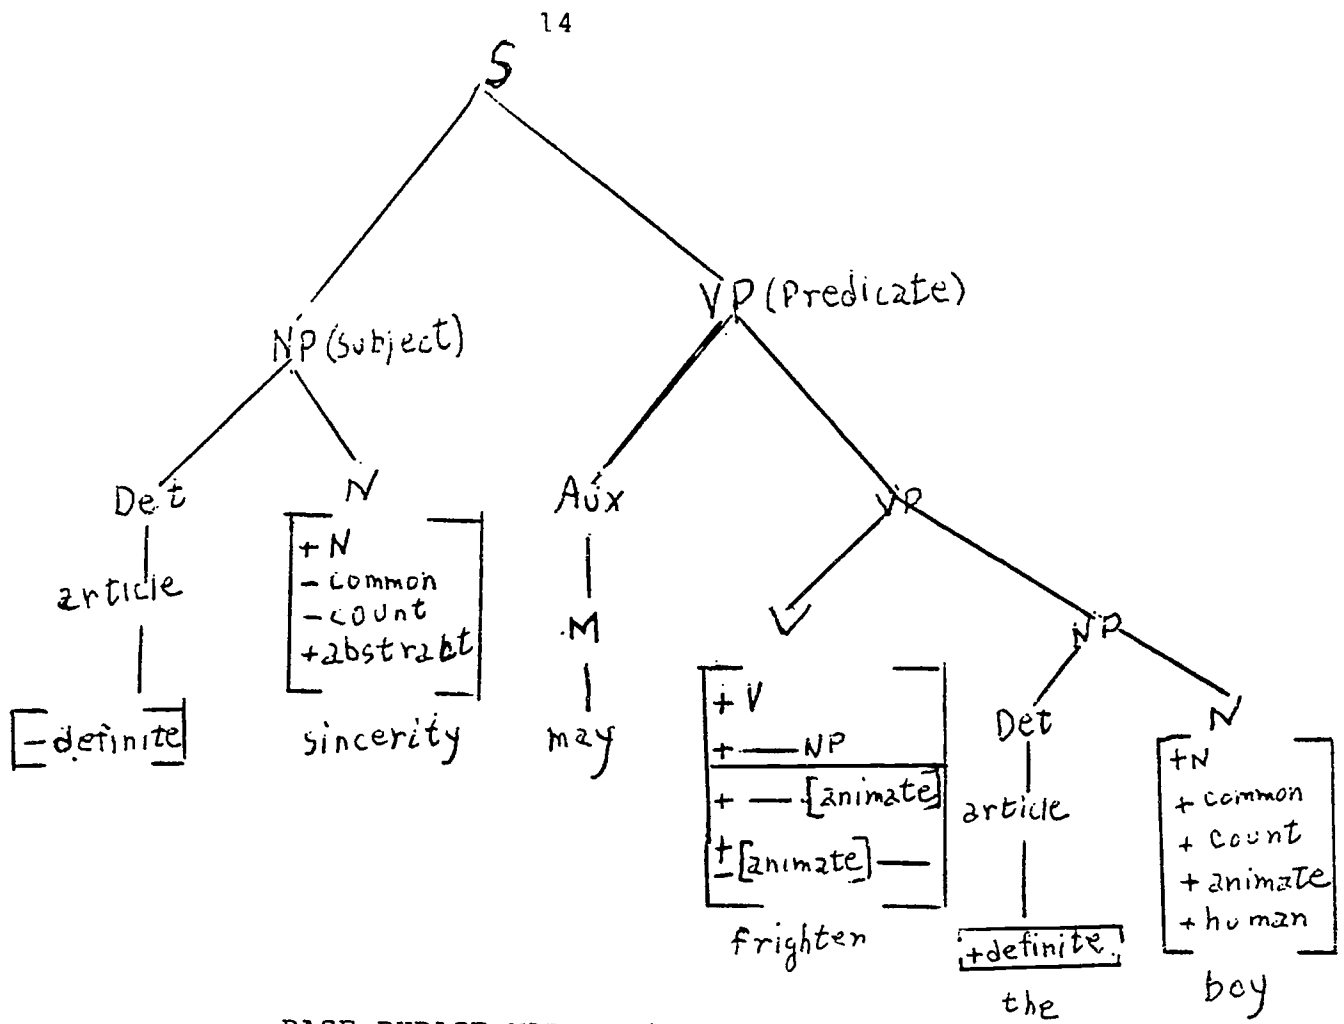 14
S
NP (subject)
VP (Predicate)
Det
N
Aux
VP
article
+ N
- common
- count
+ abstract
M
V
NP
[- definite]
sincerity
may
+ V
+ — NP
+ — [animate]
± [animate] —
frighten
Det
article
[+definite]
the
N
+N
+ common
+ count
+ animate
+ human
boy